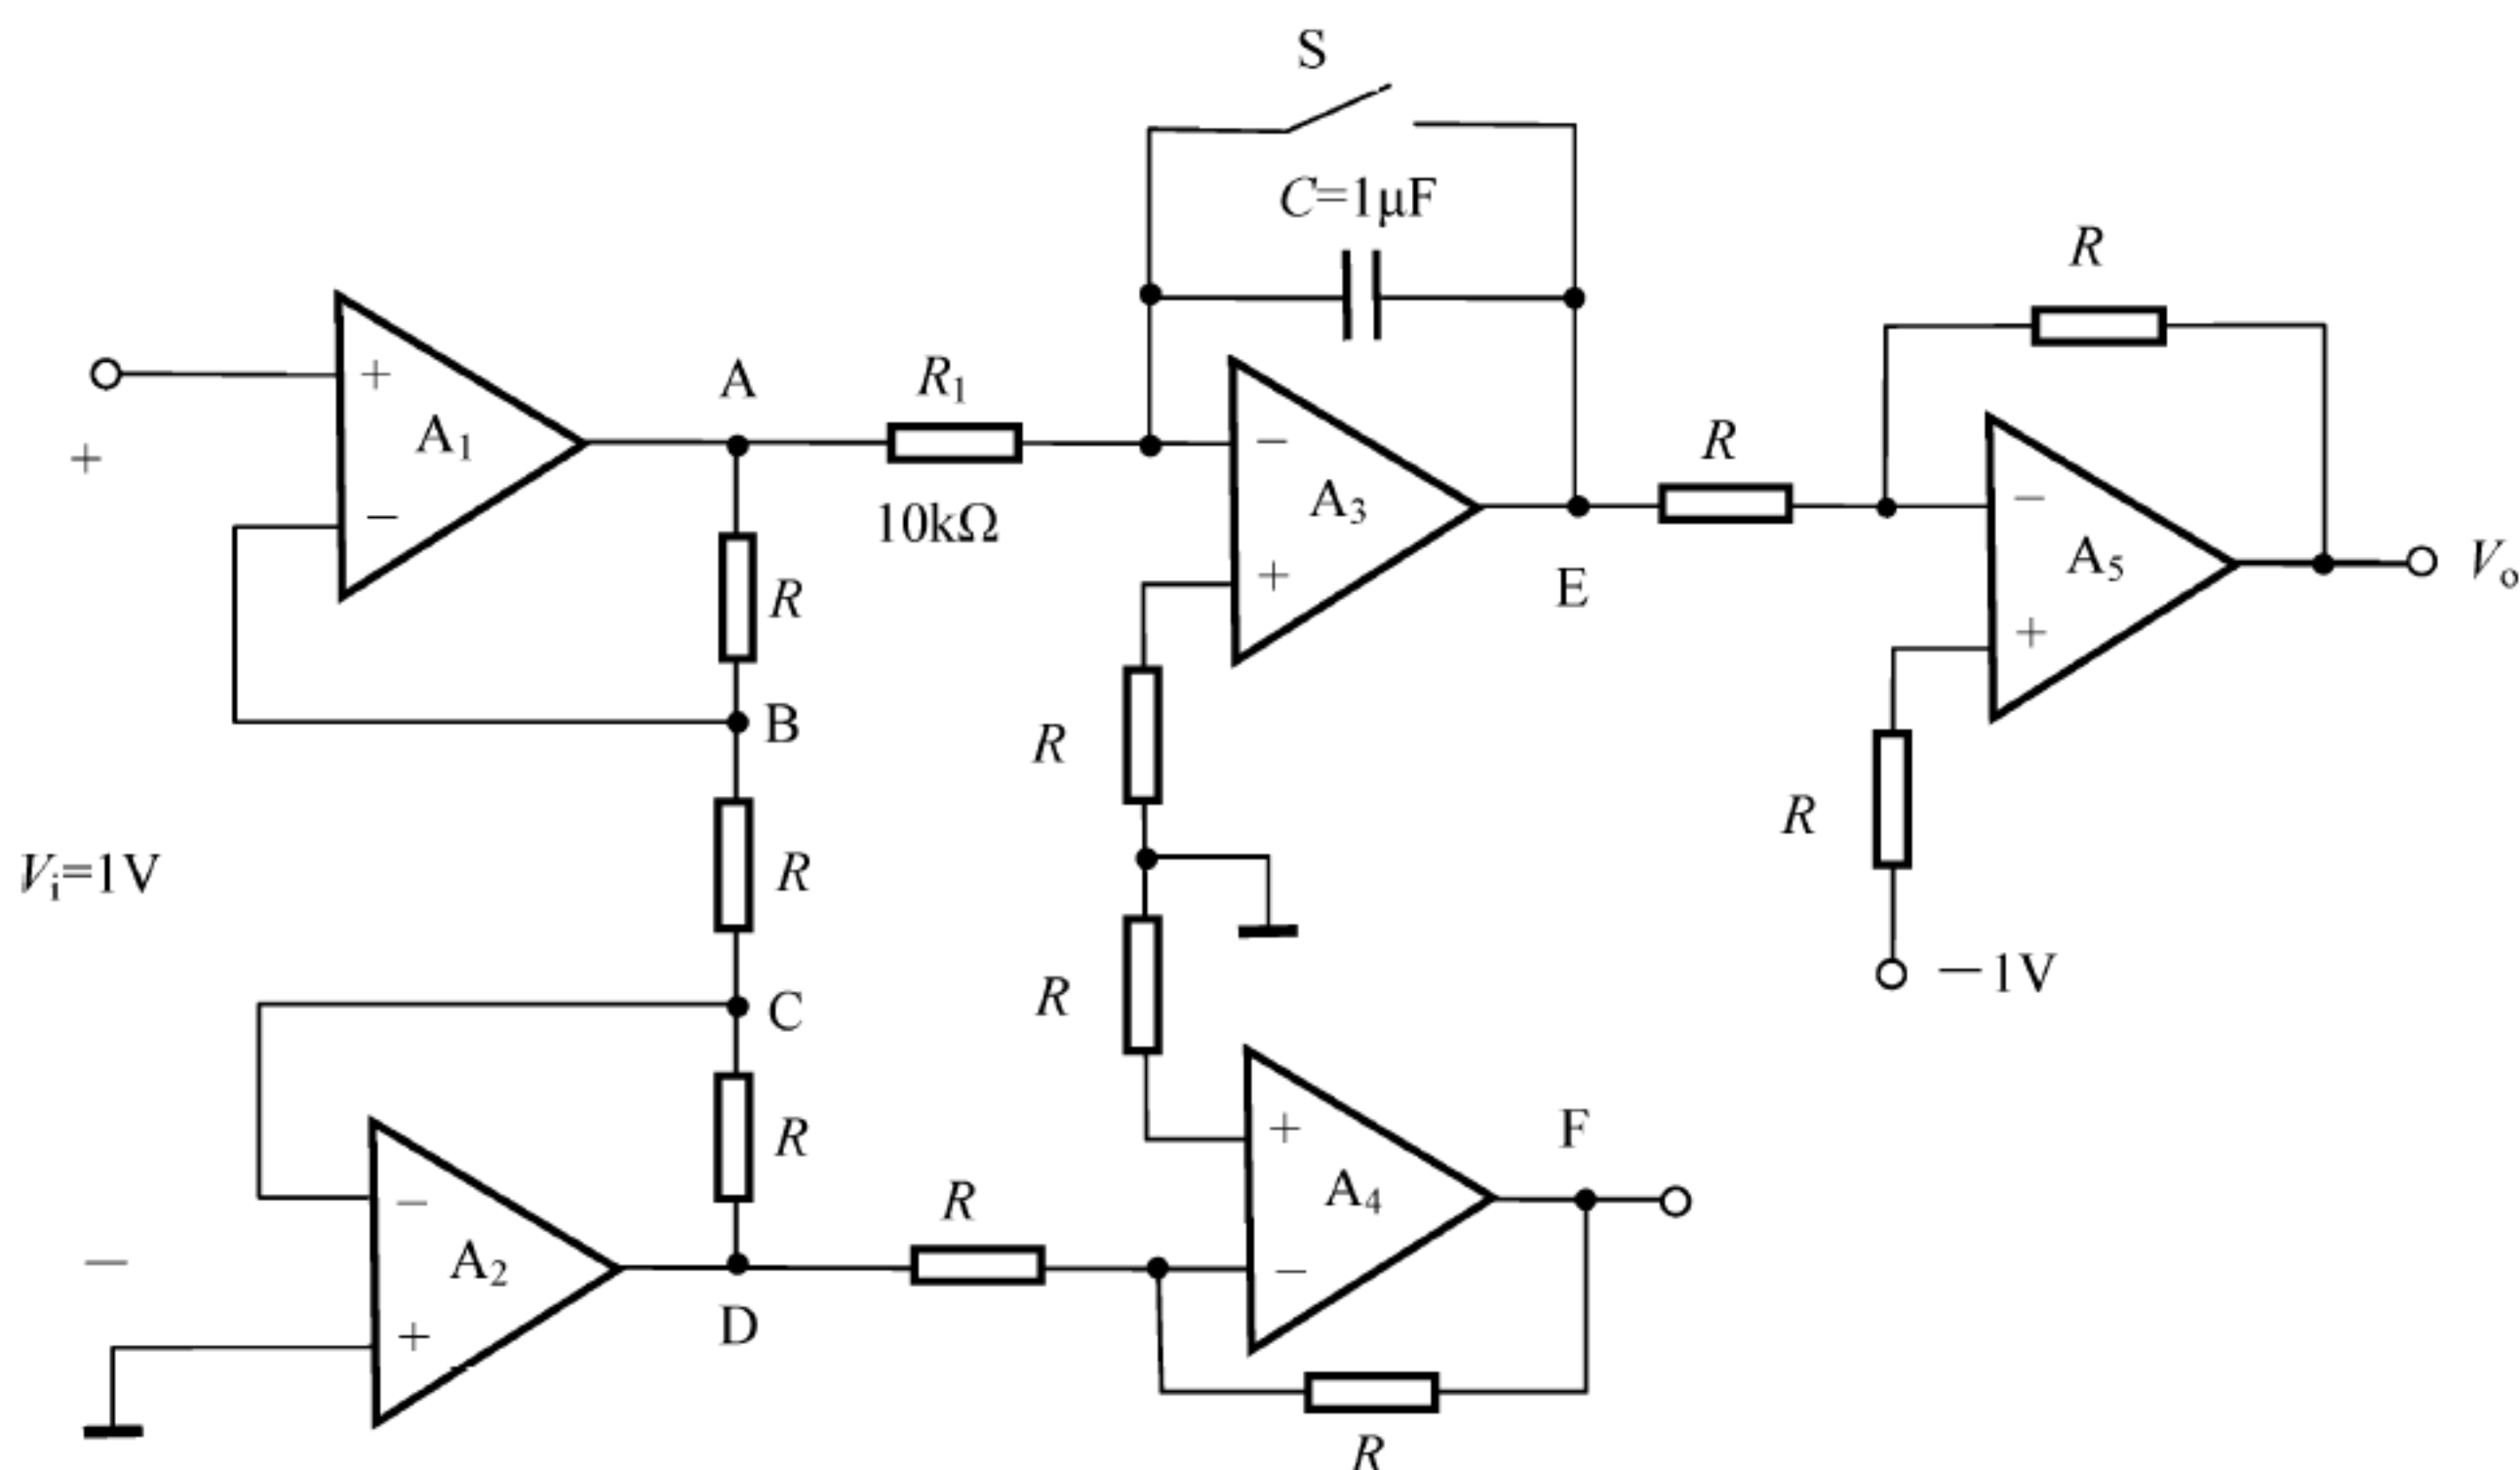 S
C=1μF
R
+
A₁
−
A
R₁
10kΩ
−
A₃
+
E
R
−
A₅
+
Vₒ
+
R
B
R
R
−1V
Vᵢ=1V
R
C
R
R
−
A₂
+
−
D
R
+
A₄
−
F
R